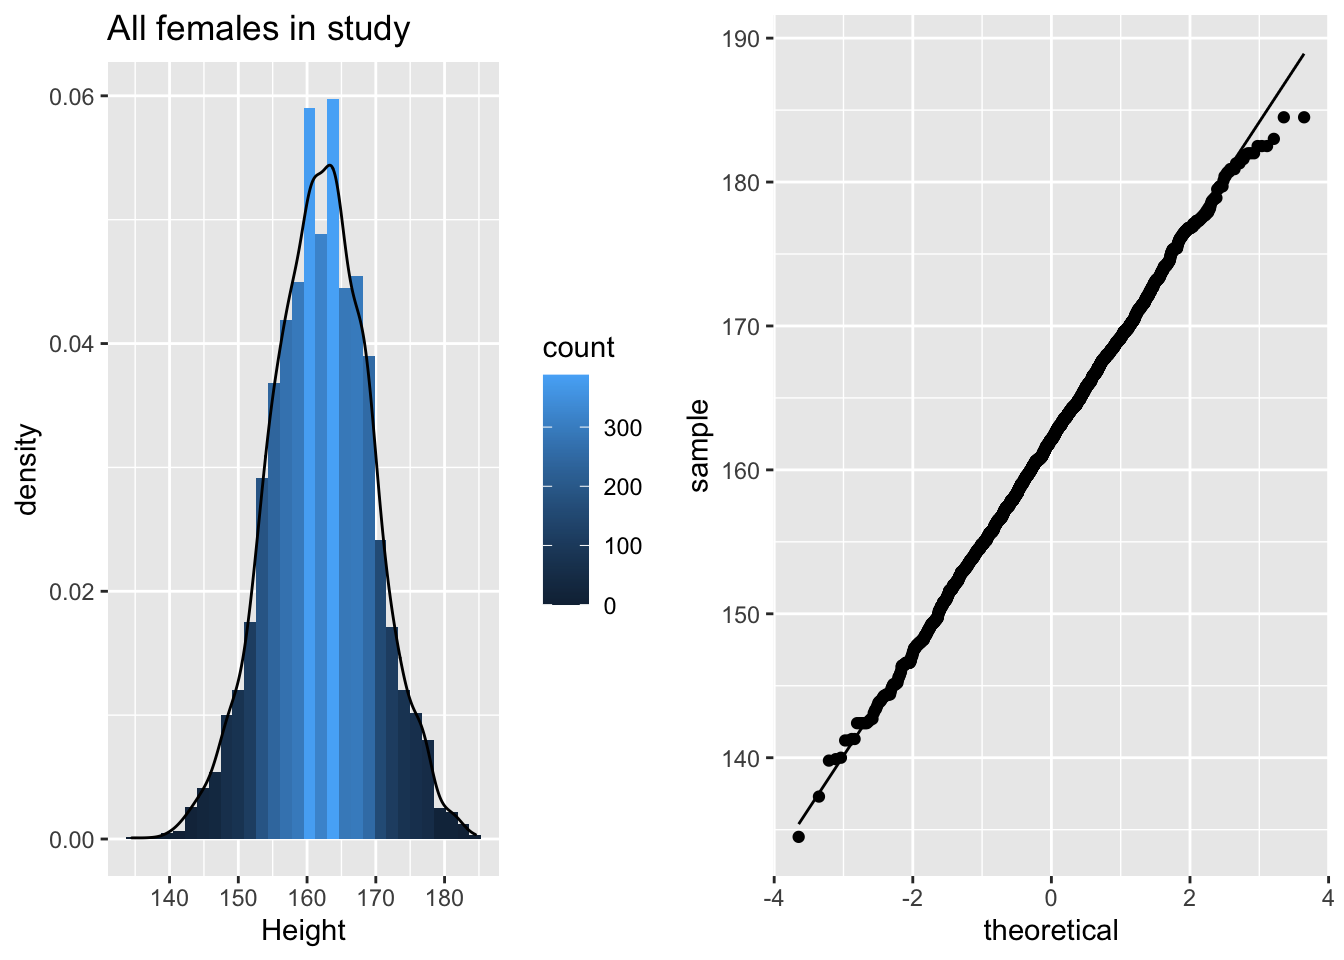 All females in study
density
0.06
0.04
0.02
0.00
140 150 160 170 180
Height
count
300
200
100
0
sample
190
180
170
160
150
140
-4 -2 0 2 4
theoretical